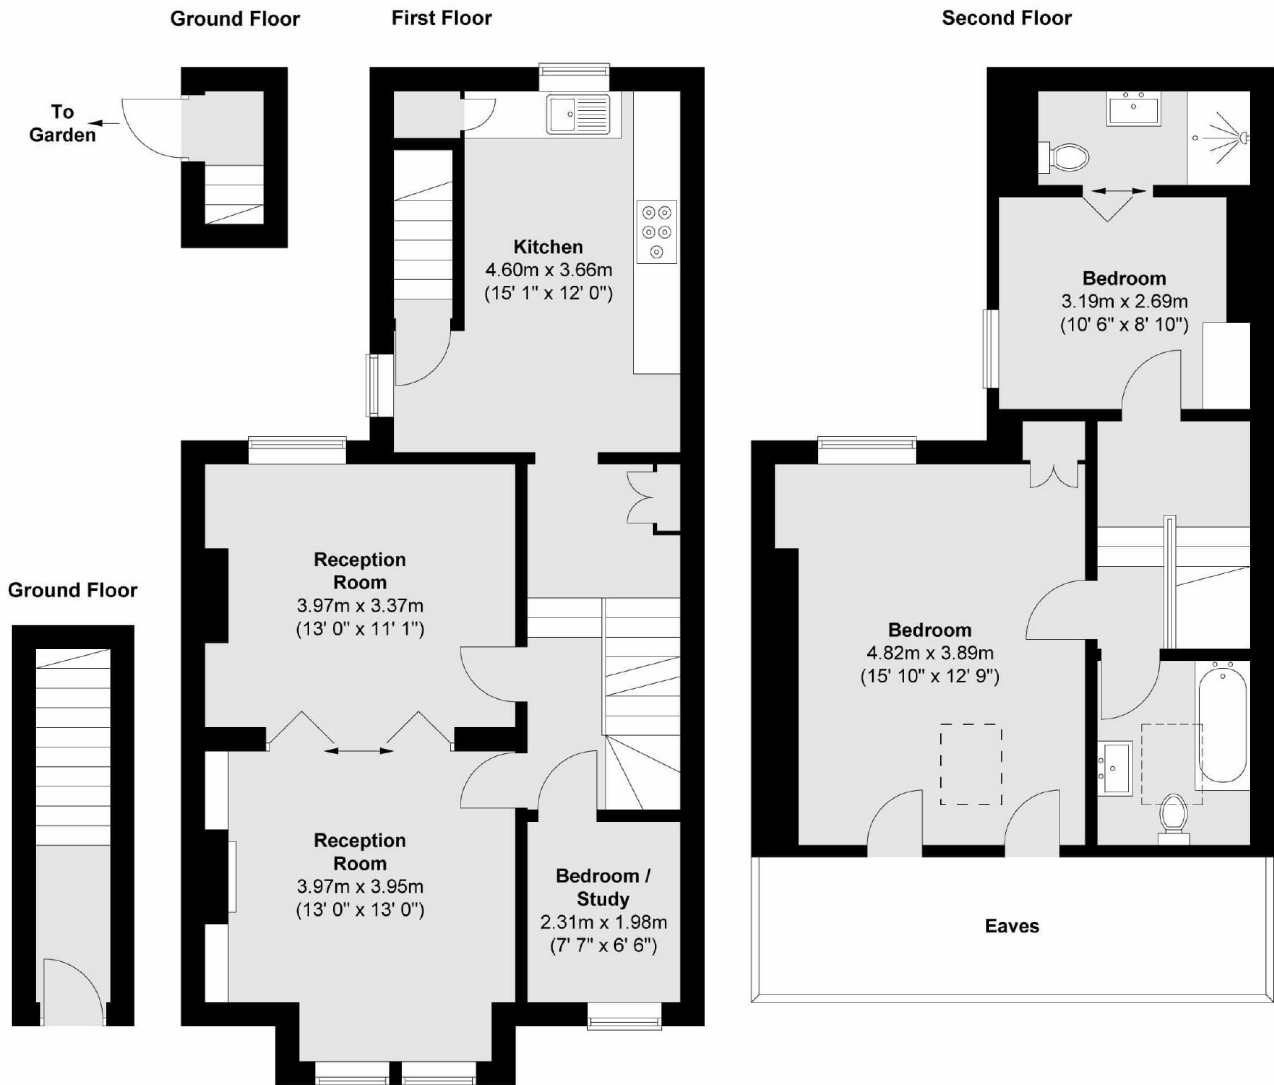 Ground Floor
First Floor
Second Floor
To
Garden
Kitchen
4.60m x 3.66m
(15' 1" x 12' 0")
Bedroom
3.19m x 2.69m
(10' 6" x 8' 10")
Reception
Room
3.97m x 3.37m
(13' 0" x 11' 1")
Ground Floor
Bedroom
4.82m x 3.89m
(15' 10" x 12' 9")
Reception
Room
3.97m x 3.95m
(13' 0" x 13' 0")
Bedroom /
Study
2.31m x 1.98m
(7' 7" x 6' 6")
Eaves